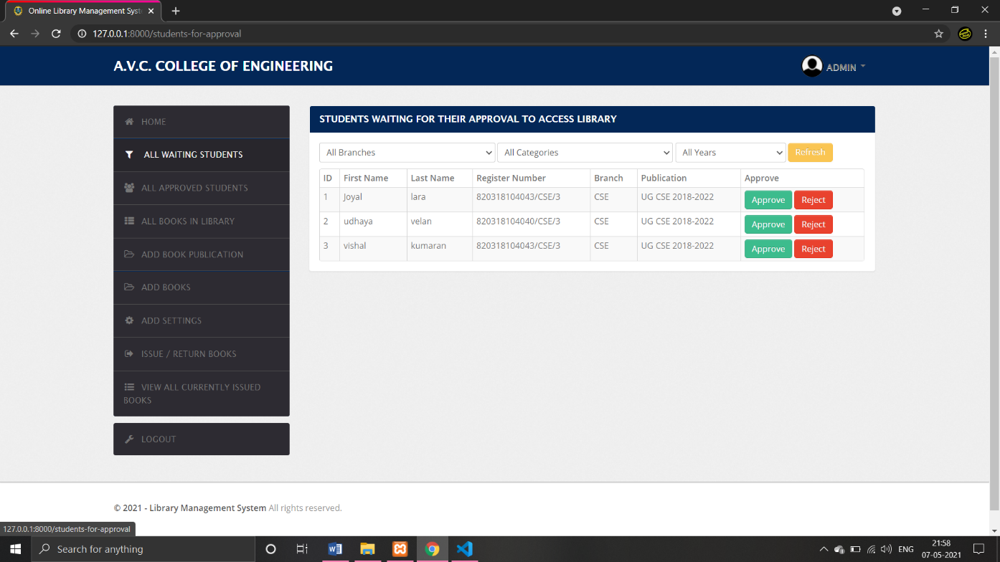 Online Library Management Syst
127.0.0.1:8000/students-for-approval
A.V.C. COLLEGE OF ENGINEERING
ADMIN
HOME
ALL WAITING STUDENTS
ALL APPROVED STUDENTS
ALL BOOKS IN LIBRARY
ADD BOOK PUBLICATION
ADD BOOKS
ADD SETTINGS
ISSUE / RETURN BOOKS
VIEW ALL CURRENTLY ISSUED
BOOKS
LOGOUT
STUDENTS WAITING FOR THEIR APPROVAL TO ACCESS LIBRARY
All Branches All Categories All Years Refresh
ID First Name Last Name Register Number Branch Publication Approve
1 Joyal lara 820318104043/CSE/3 CSE UG CSE 2018-2022 Approve Reject
2 udhaya velan 820318104040/CSE/3 CSE UG CSE 2018-2022 Approve Reject
3 vishal kumaran 820318104043/CSE/3 CSE UG CSE 2018-2022 Approve Reject
© 2021 - Library Management System All rights reserved.
127.0.0.1:8000/students-for-approval
Search for anything
ENG
21:58
07-05-2021